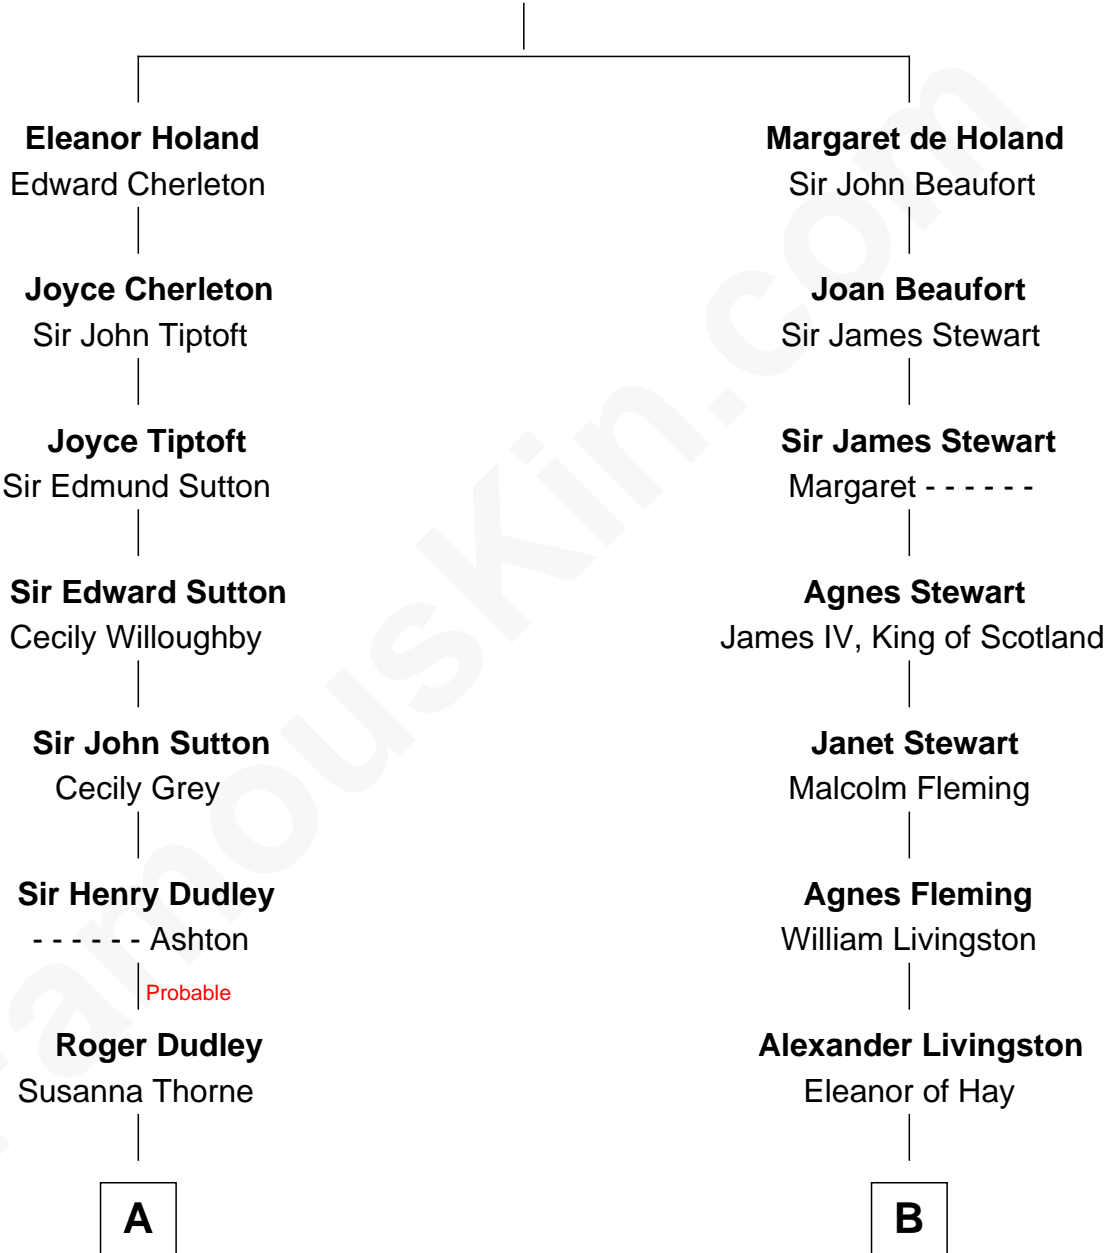 Eleanor Holand
Edward Cherleton
Margaret de Holand
Sir John Beaufort
Joyce Cherleton
Sir John Tiptoft
Joan Beaufort
Sir James Stewart
Joyce Tiptoft
Sir Edmund Sutton
Sir James Stewart
Margaret - - - - - -
Sir Edward Sutton
Cecily Willoughby
Agnes Stewart
James IV, King of Scotland
Sir John Sutton
Cecily Grey
Janet Stewart
Malcolm Fleming
Sir Henry Dudley
- - - - - - Ashton
Agnes Fleming
William Livingston
Probable
Roger Dudley
Susanna Thorne
Alexander Livingston
Eleanor of Hay
A
B
FamousKin.com